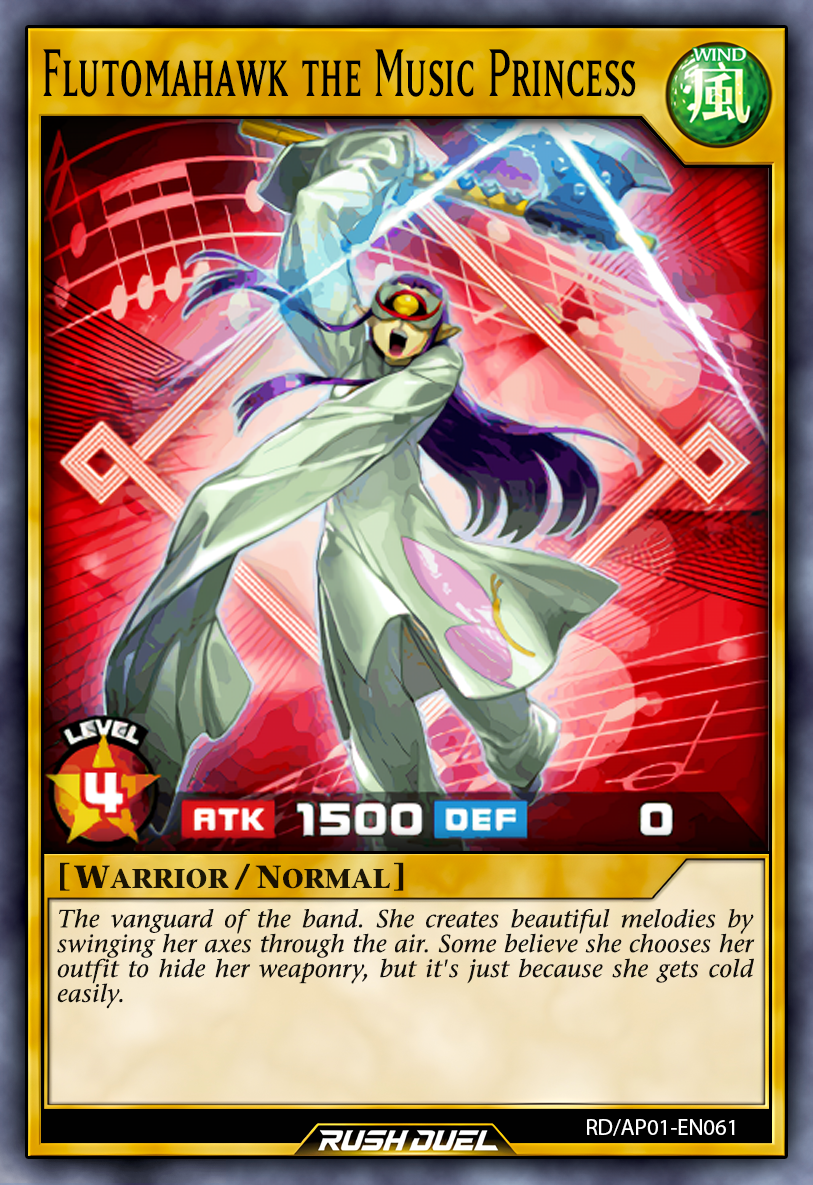 Flutomahawk the Music Princess
WIND
風
LEVEL
4
ATK 1500 DEF 0
[Warrior/Normal]
The vanguard of the band. She creates beautiful melodies by
swinging her axes through the air. Some believe she chooses her
outfit to hide her weaponry, but it's just because she gets cold
easily.
RD/AP01-EN061
RUSH DUEL